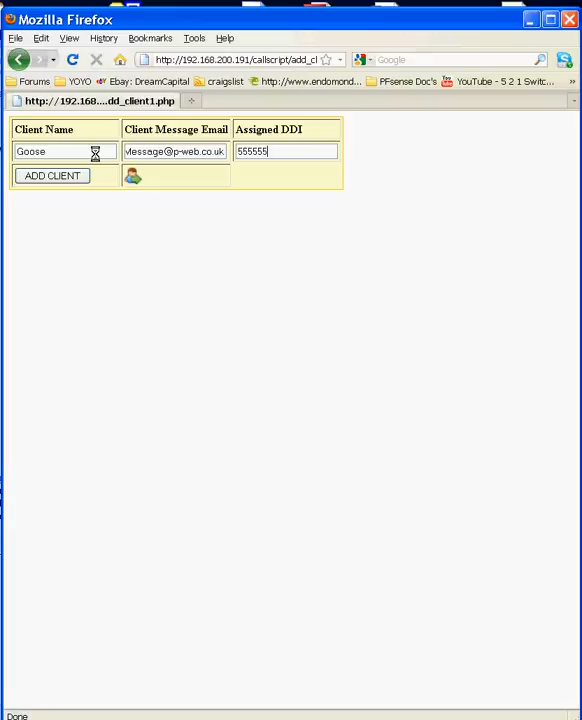 Mozilla Firefox
File Edit View History Bookmarks Tools Help
http://192.168.200.191/callscript/add_cl Google
Forums YOYO Ebay: DreamCapital craigslist http://www.endomond... PFsense Doc's YouTube - 5 2 1 Switc...
http://192.168....dd_client1.php
Client Name Client Message Email Assigned DDI
Goose Message@p-web.co.uk 555555
ADD CLIENT
Done